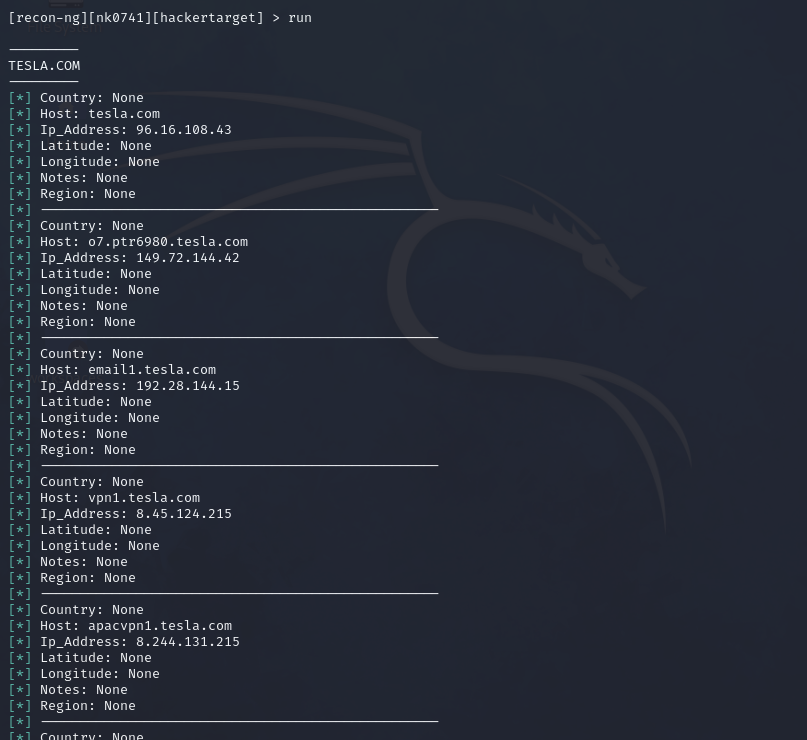 [recon-ng][nk0741][hackertarget] > run
TESLA.COM
[*] Country: None
[*] Host: tesla.com
[*] Ip_Address: 96.16.108.43
[*] Latitude: None
[*] Longitude: None
[*] Notes: None
[*] Region: None
[*] --------------------------------------------------
[*] Country: None
[*] Host: o7.ptr6980.tesla.com
[*] Ip_Address: 149.72.144.42
[*] Latitude: None
[*] Longitude: None
[*] Notes: None
[*] Region: None
[*] --------------------------------------------------
[*] Country: None
[*] Host: email1.tesla.com
[*] Ip_Address: 192.28.144.15
[*] Latitude: None
[*] Longitude: None
[*] Notes: None
[*] Region: None
[*] --------------------------------------------------
[*] Country: None
[*] Host: vpn1.tesla.com
[*] Ip_Address: 8.45.124.215
[*] Latitude: None
[*] Longitude: None
[*] Notes: None
[*] Region: None
[*] --------------------------------------------------
[*] Country: None
[*] Host: apacvpn1.tesla.com
[*] Ip_Address: 8.244.131.215
[*] Latitude: None
[*] Longitude: None
[*] Notes: None
[*] Region: None
[*] --------------------------------------------------
[*] Country: None